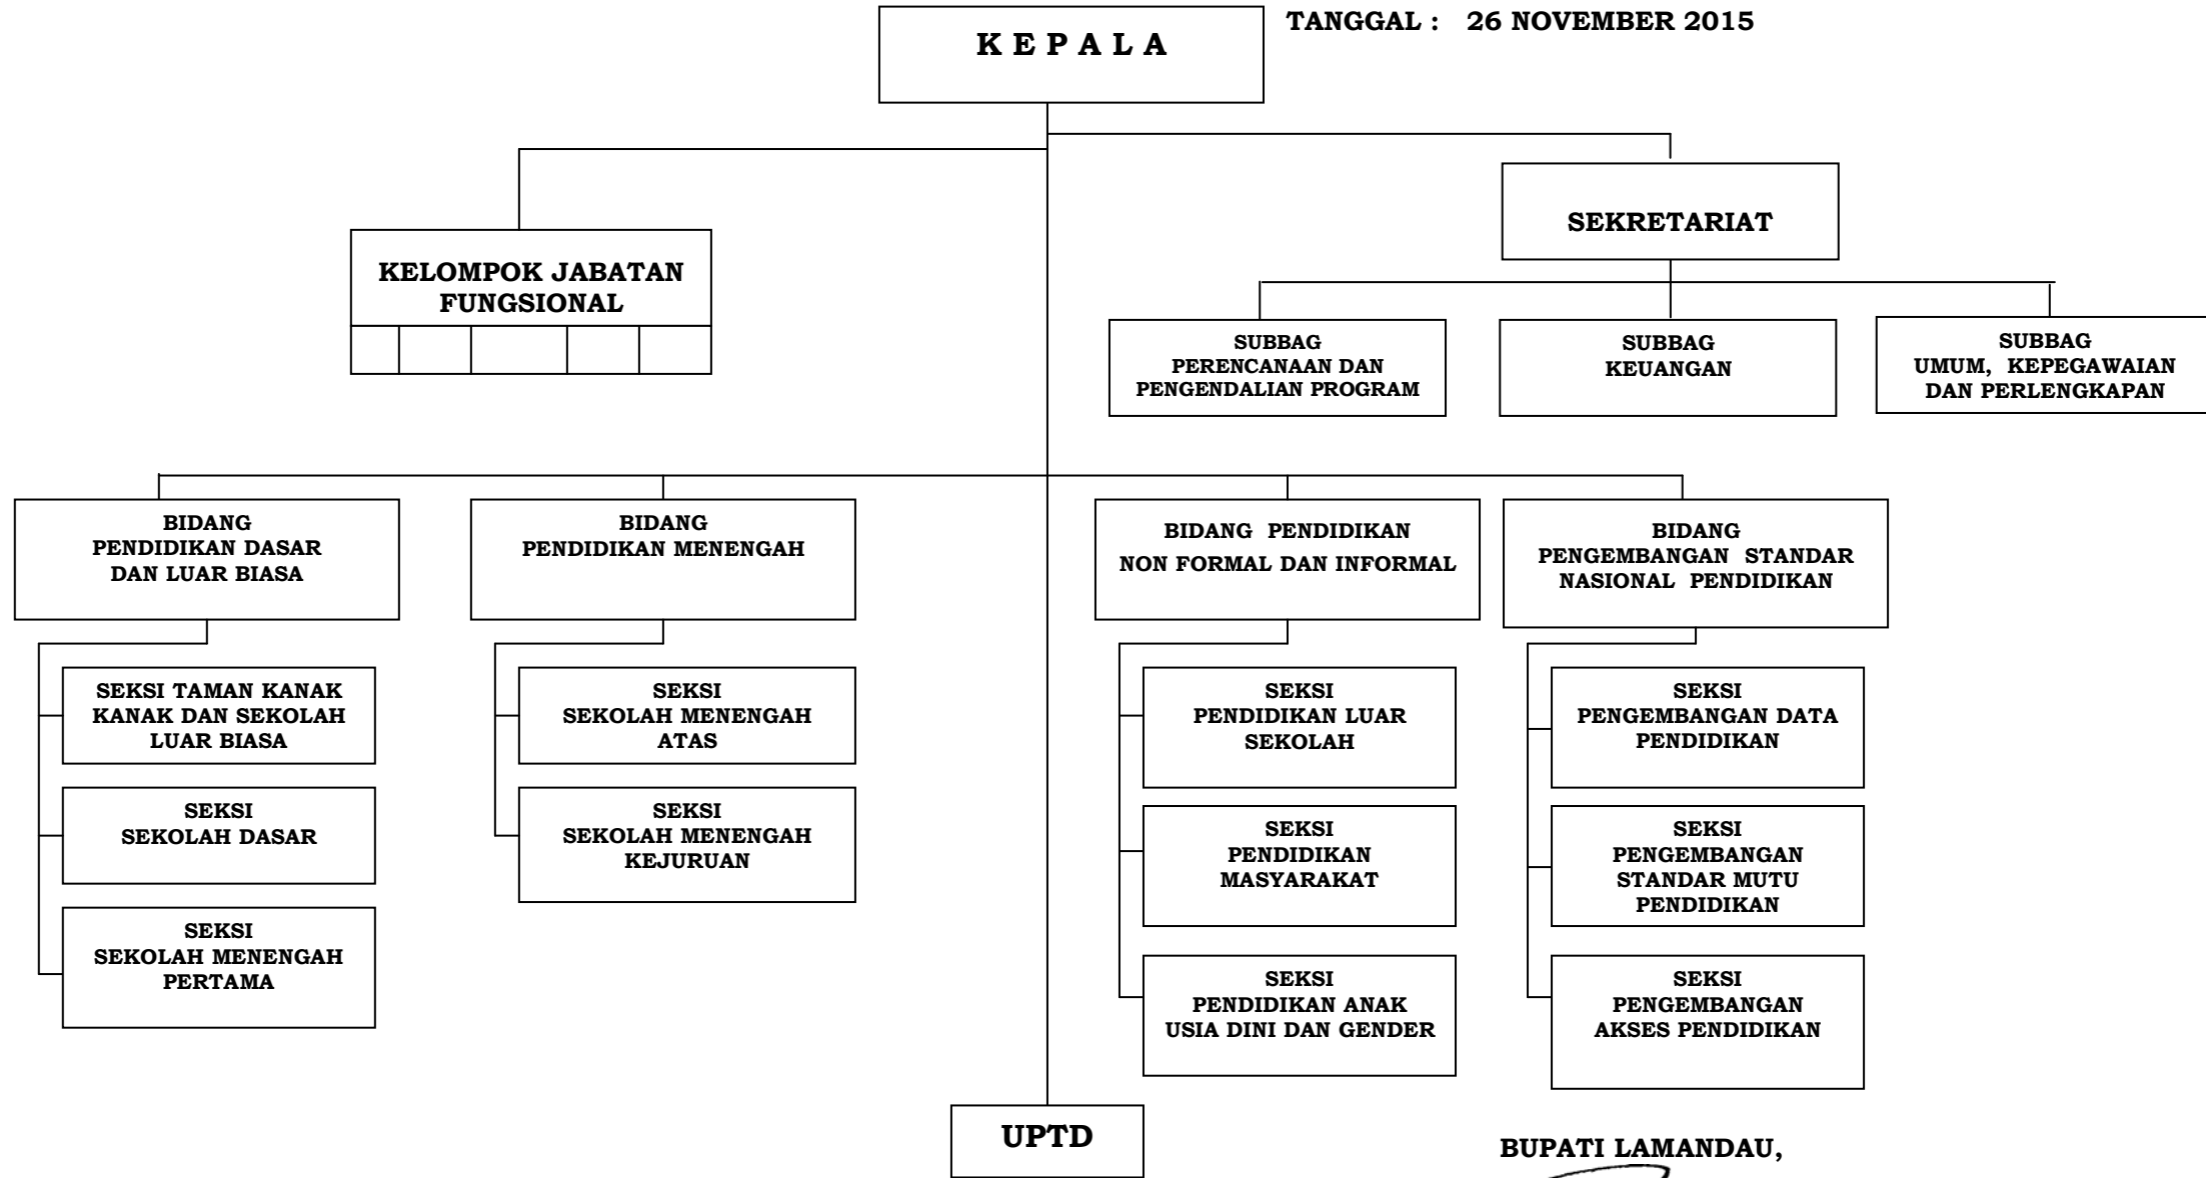 TANGGAL : 26 NOVEMBER 2015
K E P A L A
SEKRETARIAT
KELOMPOK JABATAN
FUNGSIONAL
SUBBAG
PERENCANAAN DAN
PENGENDALIAN PROGRAM
SUBBAG
KEUANGAN
SUBBAG
UMUM, KEPEGAWAIAN
DAN PERLENGKAPAN
BIDANG
PENDIDIKAN DASAR
DAN LUAR BIASA
BIDANG
PENDIDIKAN MENENGAH
BIDANG PENDIDIKAN
NON FORMAL DAN INFORMAL
BIDANG
PENGEMBANGAN STANDAR
NASIONAL PENDIDIKAN
SEKSI TAMAN KANAK
KANAK DAN SEKOLAH
LUAR BIASA
SEKSI
SEKOLAH DASAR
SEKSI
SEKOLAH MENENGAH
PERTAMA
SEKSI
SEKOLAH MENENGAH
ATAS
SEKSI
SEKOLAH MENENGAH
KEJURUAN
SEKSI
PENDIDIKAN LUAR
SEKOLAH
SEKSI
PENDIDIKAN
MASYARAKAT
SEKSI
PENDIDIKAN ANAK
USIA DINI DAN GENDER
SEKSI
PENGEMBANGAN DATA
PENDIDIKAN
SEKSI
PENGEMBANGAN
STANDAR MUTU
PENDIDIKAN
SEKSI
PENGEMBANGAN
AKSES PENDIDIKAN
UPTD
BUPATI LAMANDAU,